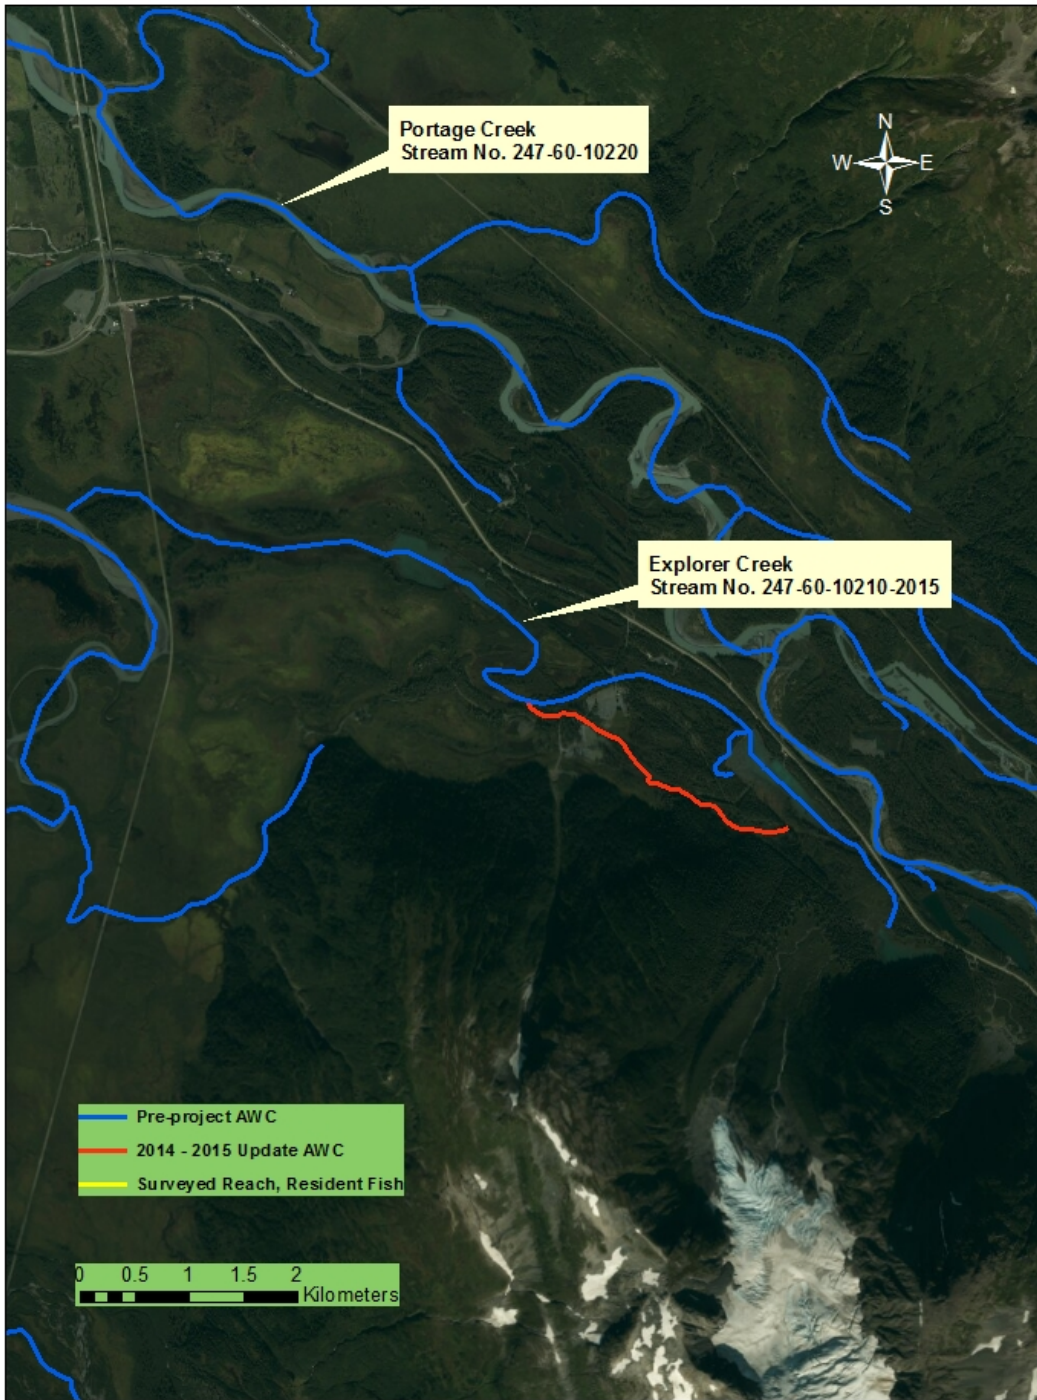 Portage Creek
Stream No. 247-60-10220
N
W E
S
Explorer Creek
Stream No. 247-60-10210-2015
Pre-project AWC
2014 - 2015 Update AWC
Surveyed Reach, Resident Fish
0 0.5 1 1.5 2
Kilometers